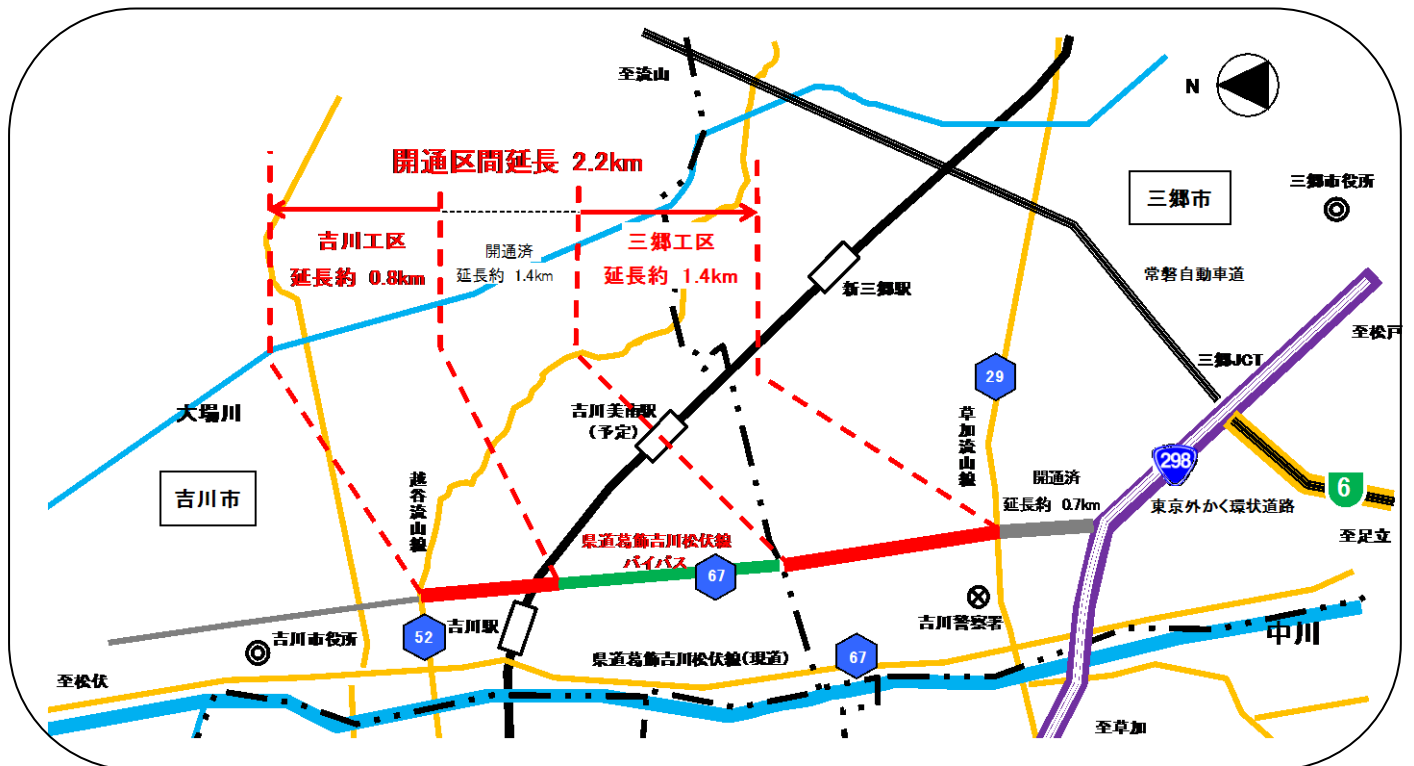 至流山
N
開通区間延長 2.2km
三郷市
三郷市役所
吉川工区
延長約 0.8km
開通済
延長約 1.4km
三郷工区
延長約 1.4km
新三郷駅
常磐自動車道
至松戸
三郷JCT
29
大場川
吉川美南駅
(予定)
草加流山線
298
吉川市
越谷流山線
開通済
延長約 0.7km
東京外かく環状道路
6
至足立
県道葛飾吉川松伏線
バイパス
67
吉川警察署
52
吉川駅
吉川市役所
中川
県道葛飾吉川松伏線(現道)
67
至松伏
至草加